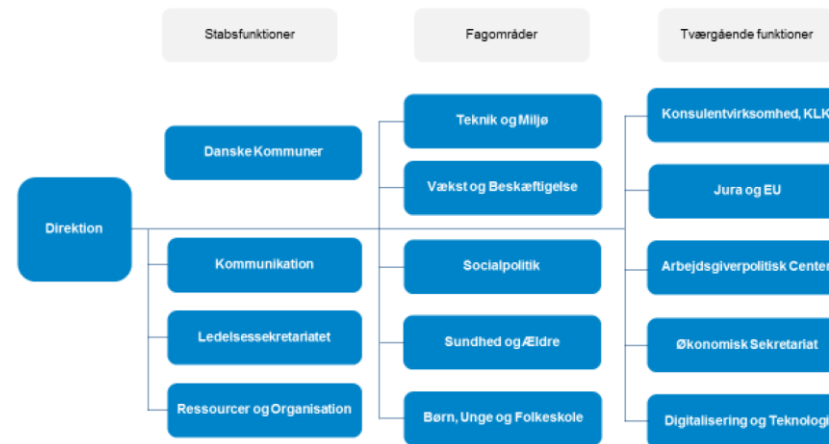 Stabsfunktioner
Fagområder
Tværgående funktioner
Direktion
Danske Kommuner
Kommunikation
Ledelsessekretariatet
Ressourcer og Organisation
Teknik og Miljø
Vækst og Beskæftigelse
Socialpolitik
Sundhed og Ældre
Børn, Unge og Folkeskole
Konsulentvirksomhed, KLK
Jura og EU
Arbejdsgiverpolitisk Center
Økonomisk Sekretariat
Digitalisering og Teknologi